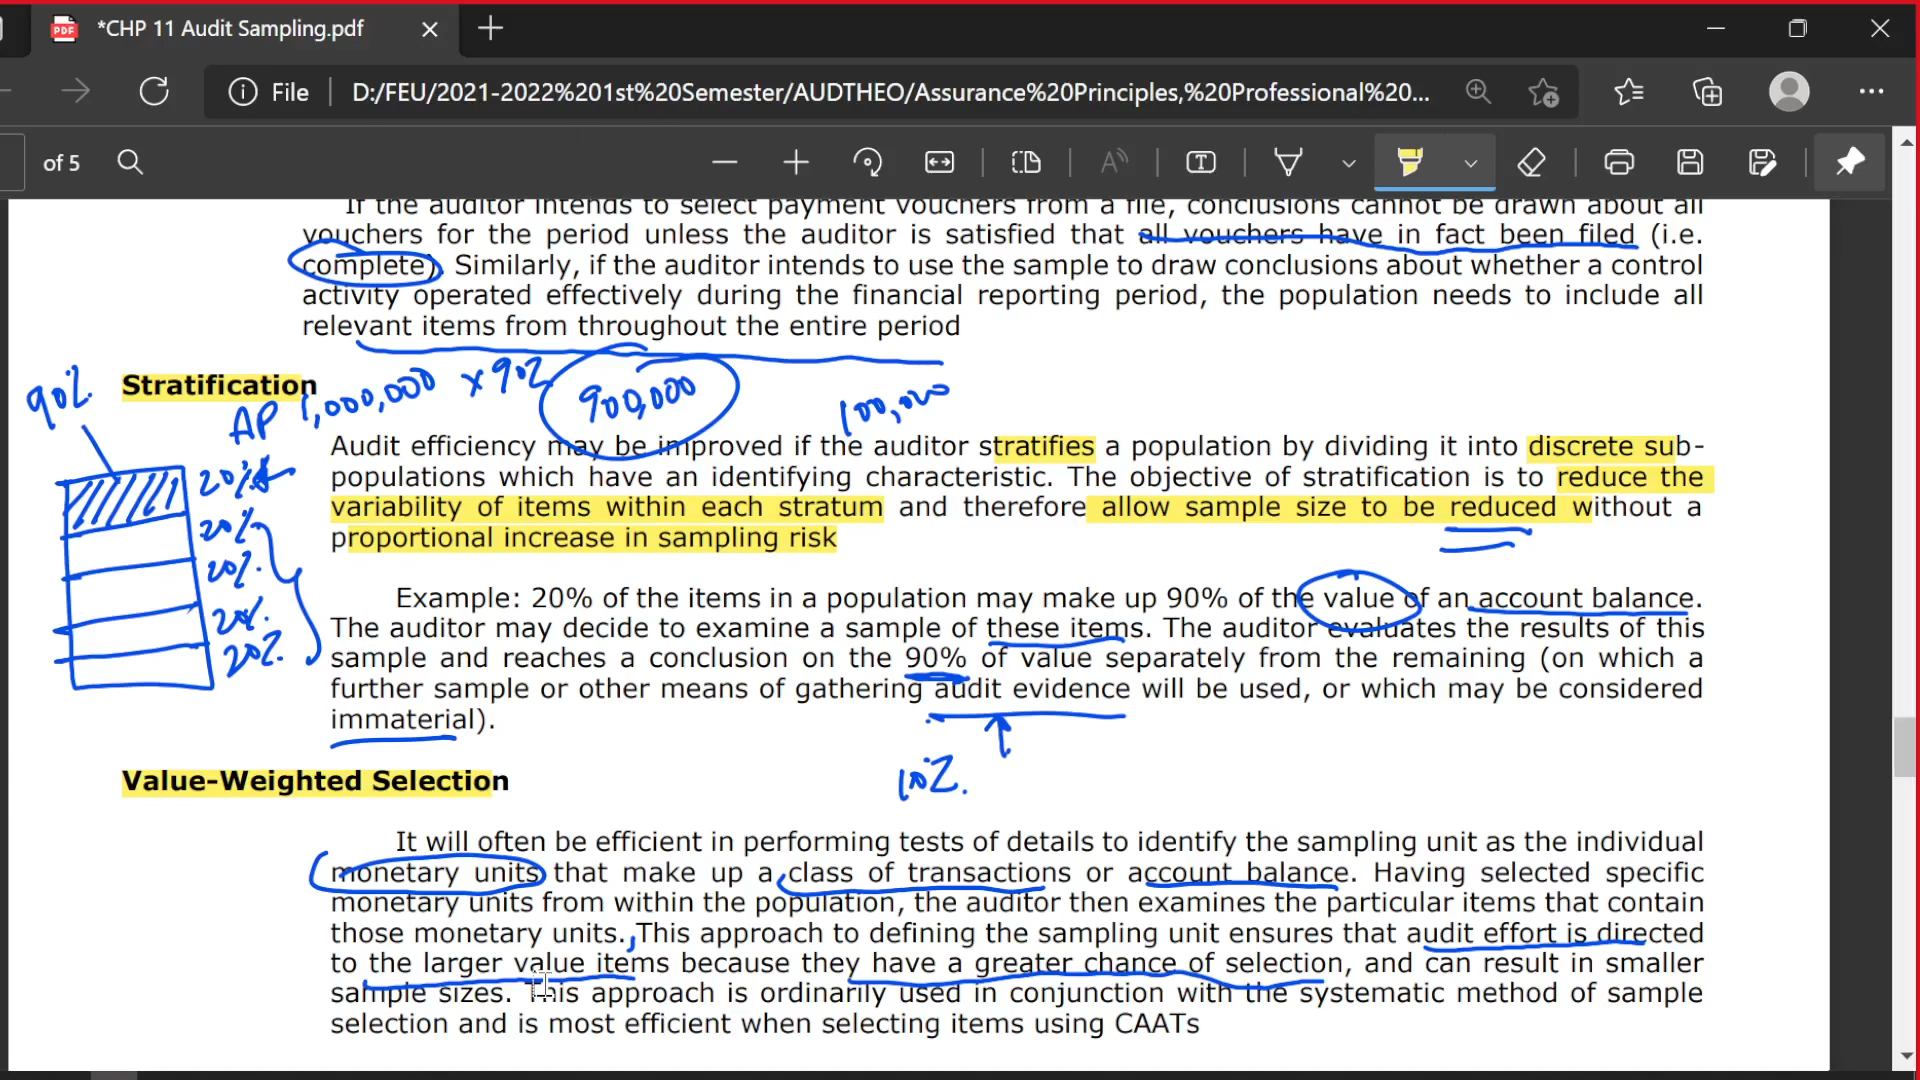 *CHP 11 Audit Sampling.pdf
File
D:/FEU/2021-2022%201st%20Semester/AUDTHEO/Assurance%20Principles,%20Professional%20...
of 5
If the auditor intends to select payment vouchers from a file, conclusions cannot be drawn about all
vouchers for the period unless the auditor is satisfied that all vouchers have in fact been filed (i.e.
complete). Similarly, if the auditor intends to use the sample to draw conclusions about whether a control
activity operated effectively during the financial reporting period, the population needs to include all
relevant items from throughout the entire period
90%
Stratification
AP 1,000,000 x 90% 900,000
100,000
Audit efficiency may be improved if the auditor stratifies a population by dividing it into discrete sub-
populations which have an identifying characteristic. The objective of stratification is to reduce the
variability of items within each stratum and therefore allow sample size to be reduced without a
proportional increase in sampling risk
20%
20%
20%
20%
20%
Example: 20% of the items in a population may make up 90% of the value of an account balance.
The auditor may decide to examine a sample of these items. The auditor evaluates the results of this
sample and reaches a conclusion on the 90% of value separately from the remaining (on which a
further sample or other means of gathering audit evidence will be used, or which may be considered
immaterial).
10%.
Value-Weighted Selection
It will often be efficient in performing tests of details to identify the sampling unit as the individual
monetary units that make up a class of transactions or account balance. Having selected specific
monetary units from within the population, the auditor then examines the particular items that contain
those monetary units. This approach to defining the sampling unit ensures that audit effort is directed
to the larger value items because they have a greater chance of selection, and can result in smaller
sample sizes. This approach is ordinarily used in conjunction with the systematic method of sample
selection and is most efficient when selecting items using CAATs